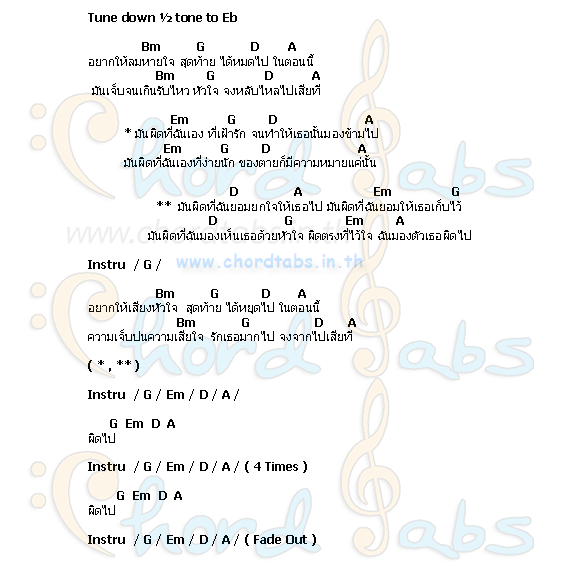 Tune down ½ tone to Eb
Bm G D A
อยากให้ลมหายใจ สุดท้าย ได้หมดไป ในตอนนี้
Bm G D A
มันเจ็บจนเกินรับไหว หัวใจ จงหลับไหลไปเสียที
Em G D A
* มันผิดที่ฉันเอง ที่เฝ้ารัก จนทำให้เธอนั้นมองข้ามไป
Em G D A
มันผิดที่ฉันเองที่ง่ายนัก ของตายก็มีความหมายแค่นั้น
D A Em G
** มันผิดที่ฉันยอมยกใจให้เธอไป มันผิดที่ฉันยอมให้เธอเก็บไว้
D G Em A
มันผิดที่ฉันมองเห็นเธอด้วยหัวใจ ผิดตรงที่ไว้ใจ ฉันมองตัวเธอผิดไป
www.chordtabs.in.th
Instru / G /
Bm G D A
อยากให้เสียงหัวใจ สุดท้าย ได้หยุดไป ในตอนนี้
Bm G D A
ความเจ็บปนความเสียใจ รักเธอมากไป จงจากไปเสียที
( * , ** )
Instru / G / Em / D / A /
G Em D A
ผิดไป
Instru / G / Em / D / A / ( 4 Times )
G Em D A
ผิดไป
Instru / G / Em / D / A / ( Fade Out )
Chord Tabs